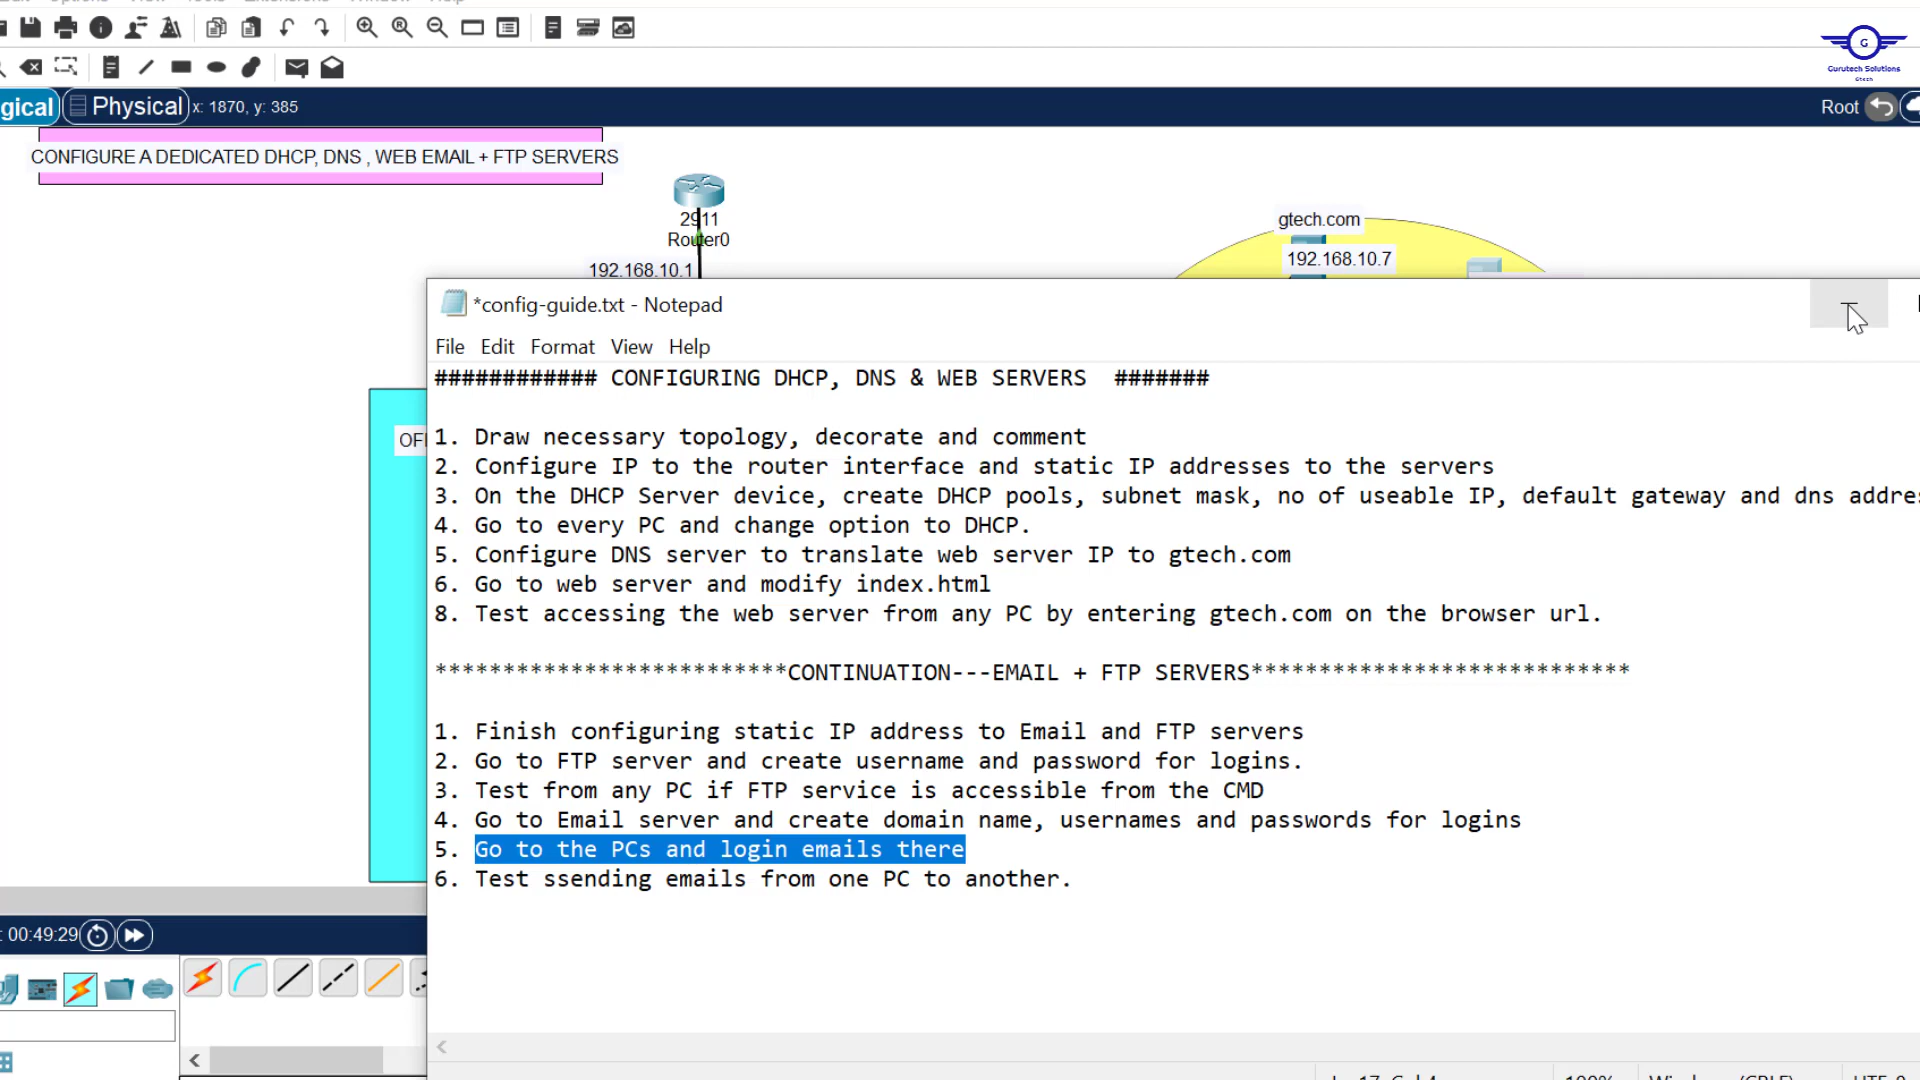 G
Gurutech Solutions
Gtech
gical
Physical
x: 1870, y: 385
Root
CONFIGURE A DEDICATED DHCP, DNS , WEB EMAIL + FTP SERVERS
2911
Router0
192.168.10.1
gtech.com
192.168.10.7
*config-guide.txt - Notepad
File Edit Format View Help
############ CONFIGURING DHCP, DNS & WEB SERVERS #######
1. Draw necessary topology, decorate and comment
2. Configure IP to the router interface and static IP addresses to the servers
3. On the DHCP Server device, create DHCP pools, subnet mask, no of useable IP, default gateway and dns addres
4. Go to every PC and change option to DHCP.
5. Configure DNS server to translate web server IP to gtech.com
6. Go to web server and modify index.html
8. Test accessing the web server from any PC by entering gtech.com on the browser url.
**************************CONTINUATION---EMAIL + FTP SERVERS****************************
1. Finish configuring static IP address to Email and FTP servers
2. Go to FTP server and create username and password for logins.
3. Test from any PC if FTP service is accessible from the CMD
4. Go to Email server and create domain name, usernames and passwords for logins
5. Go to the PCs and login emails there
6. Test ssending emails from one PC to another.
: 00:49:29